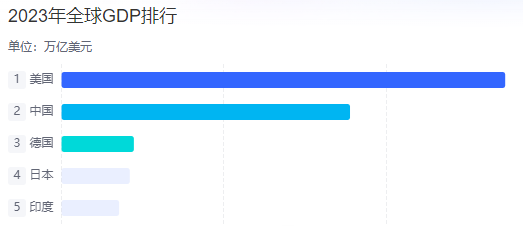 2023年全球GDP排行
单位：万亿美元
1 美国
2 中国
3 德国
4 日本
5 印度